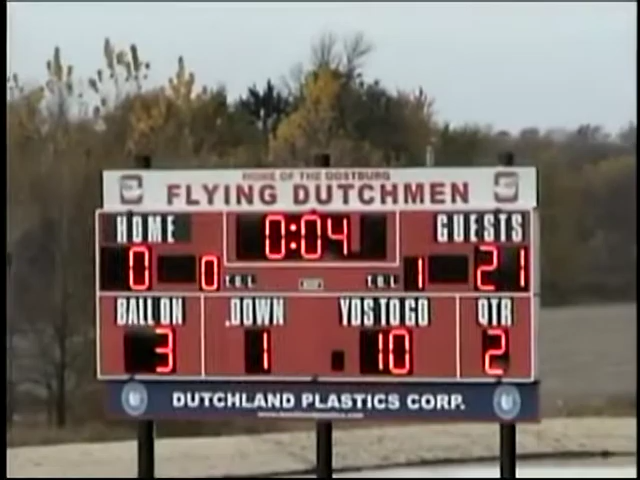 HOME OF THE OOSTBURG
FLYING DUTCHMEN
HOME 0:04 GUESTS
0 0 T.O.L. T.O.L. 1 21
BALL ON DOWN YDS TO GO QTR
3 1 10 2
DUTCHLAND PLASTICS CORP.